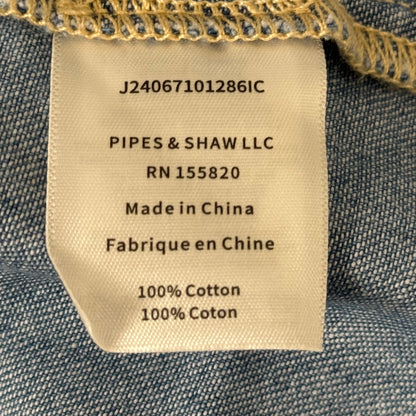 J24067101286IC
PIPES & SHAW LLC
RN 155820
Made in China
Fabrique en Chine
100% Cotton
100% Coton